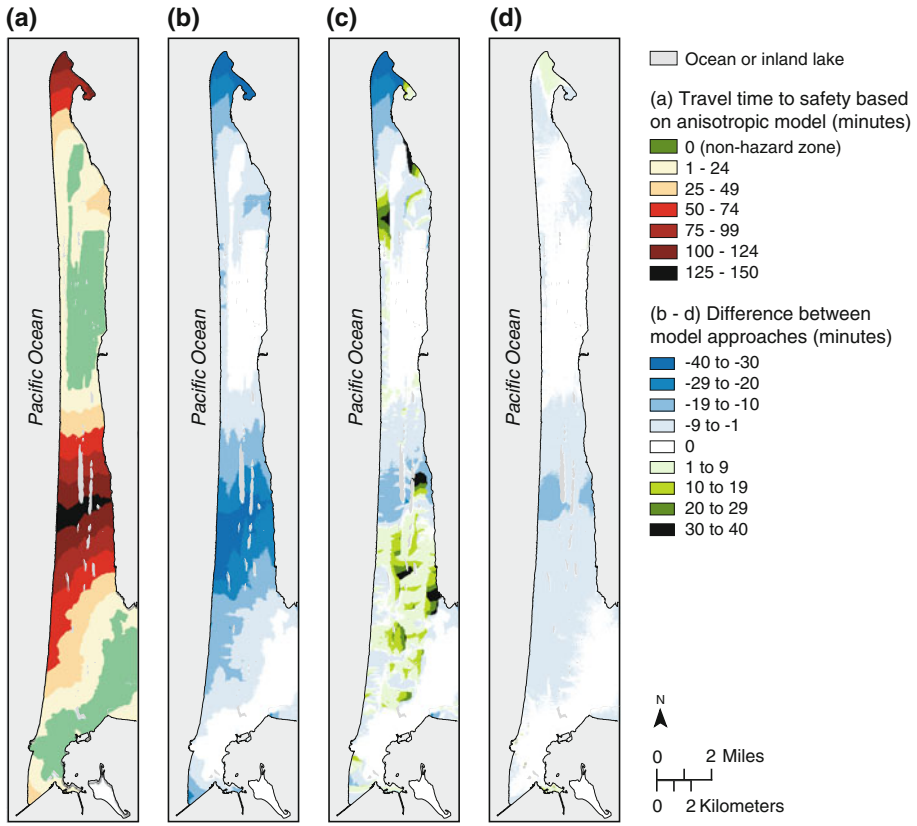 (a)
(b)
(c)
(d)
Pacific Ocean
Pacific Ocean
Pacific Ocean
Pacific Ocean
Ocean or inland lake
(a) Travel time to safety based
on anisotropic model (minutes)
0 (non-hazard zone)
1 - 24
25 - 49
50 - 74
75 - 99
100 - 124
125 - 150
(b - d) Difference between
model approaches (minutes)
-40 to -30
-29 to -20
-19 to -10
-9 to -1
0
1 to 9
10 to 19
20 to 29
30 to 40
N
0 2 Miles
0 2 Kilometers